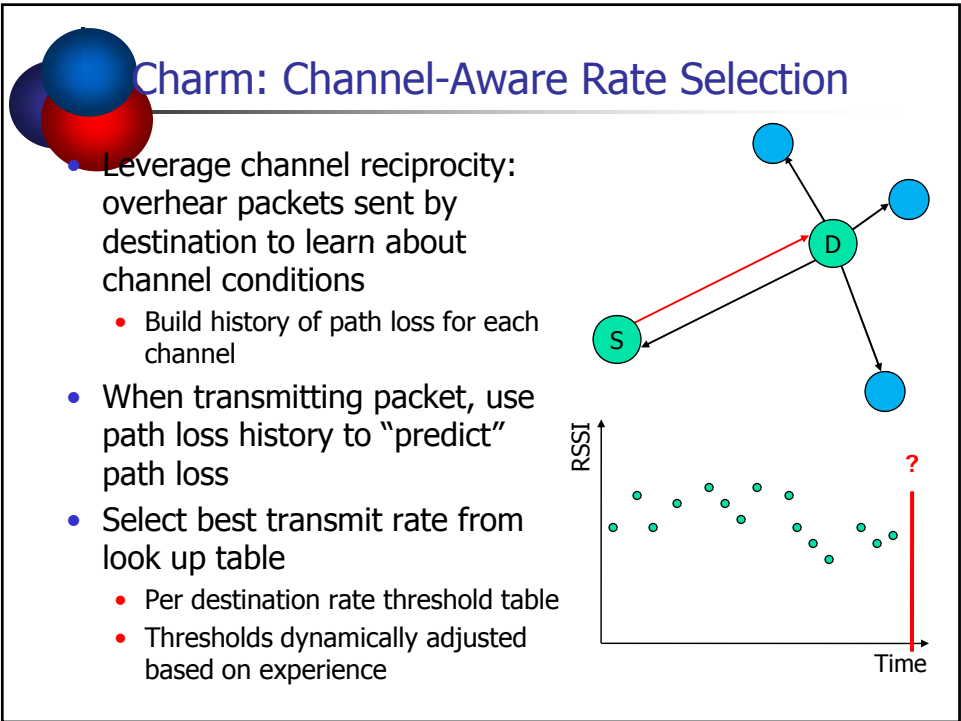 Charm: Channel-Aware Rate Selection
• Leverage channel reciprocity:
overhear packets sent by
destination to learn about
channel conditions
• Build history of path loss for each
channel
• When transmitting packet, use
path loss history to “predict”
path loss
• Select best transmit rate from
look up table
• Per destination rate threshold table
• Thresholds dynamically adjusted
based on experience
D
S
RSSI
?
Time